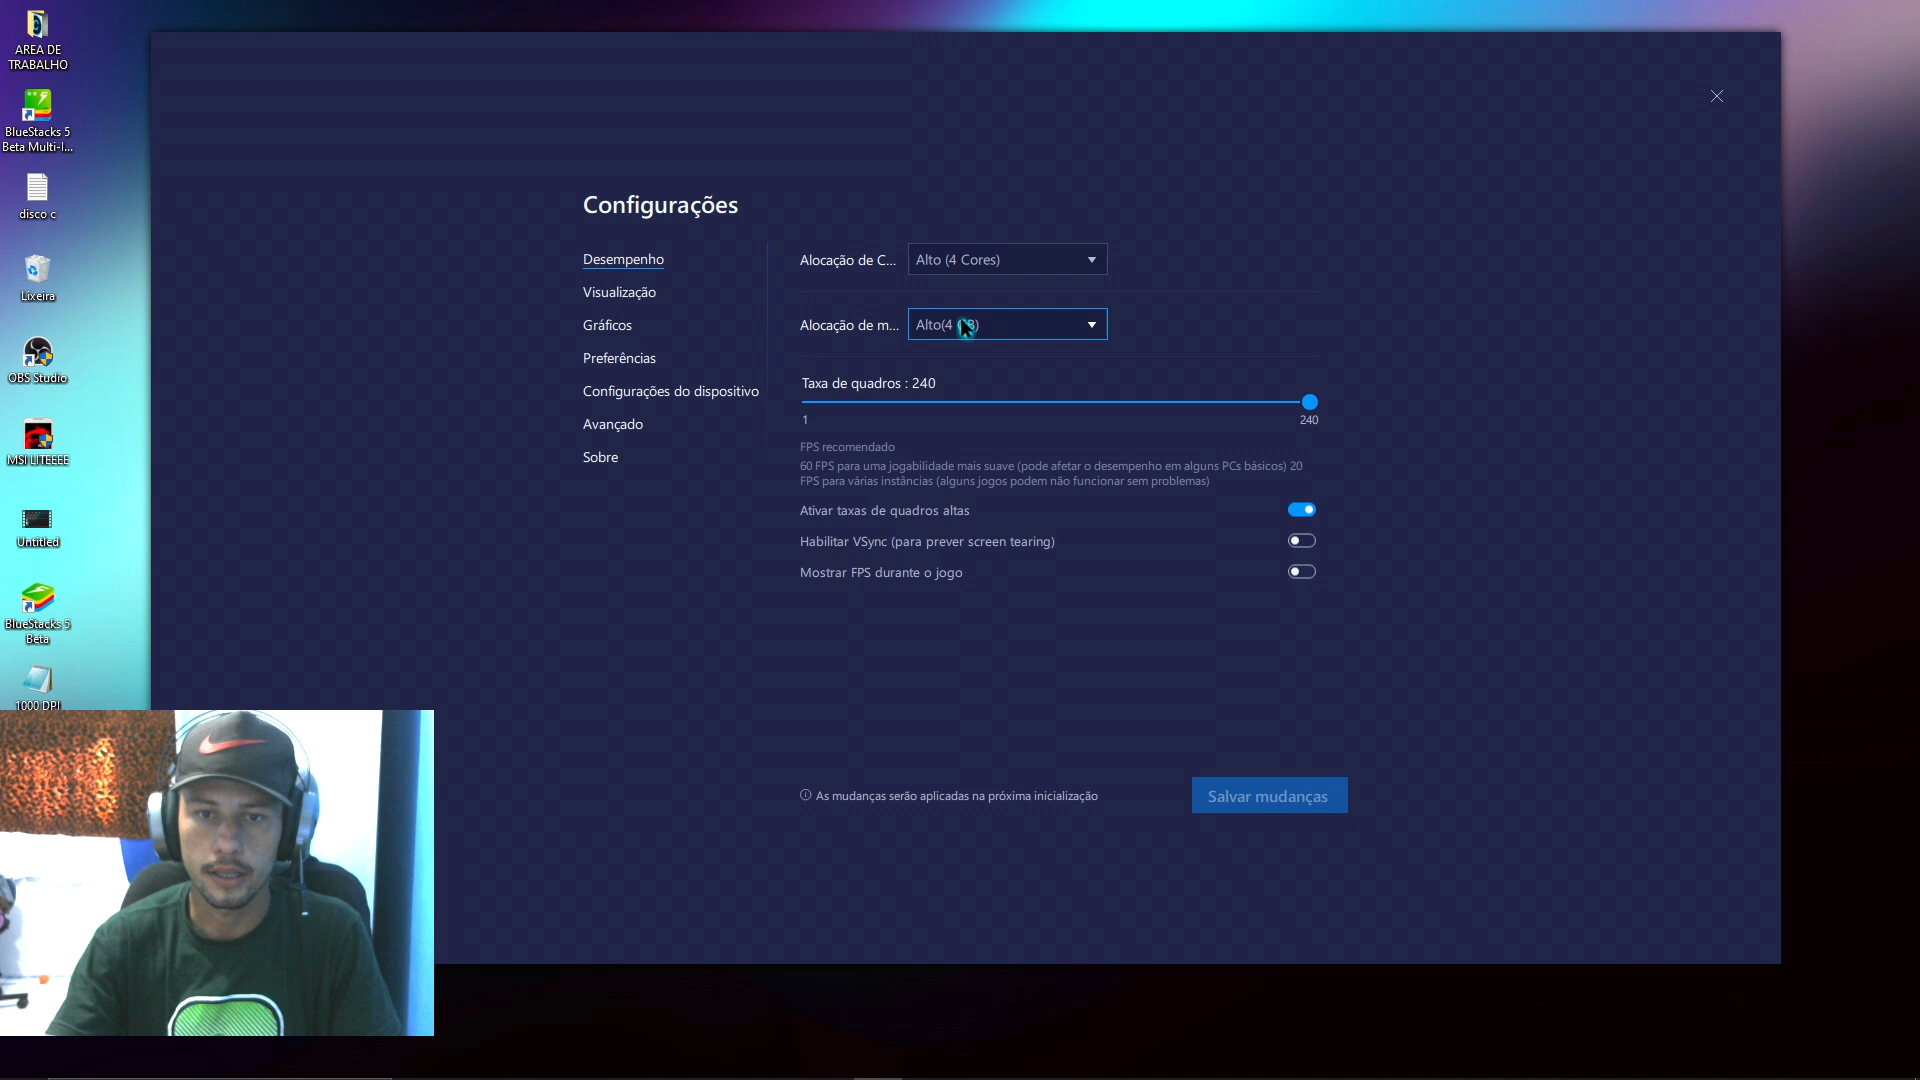 AREA DE
TRABALHO
BlueStacks 5
Beta Multi-I...
disco c
Lixeira
OBS Studio
MSI LITEEEE
Untitled
BlueStacks 5
Beta
1000 DPI
Configurações
Desempenho
Visualização
Gráficos
Preferências
Configurações do dispositivo
Avançado
Sobre
Alocação de C...
Alto (4 Cores)
Alocação de m...
Alto(4 GB)
Taxa de quadros : 240
1
240
FPS recomendado
60 FPS para uma jogabilidade mais suave (pode afetar o desempenho em alguns PCs básicos) 20
FPS para várias instâncias (alguns jogos podem não funcionar sem problemas)
Ativar taxas de quadros altas
Habilitar VSync (para prever screen tearing)
Mostrar FPS durante o jogo
As mudanças serão aplicadas na próxima inicialização
Salvar mudanças